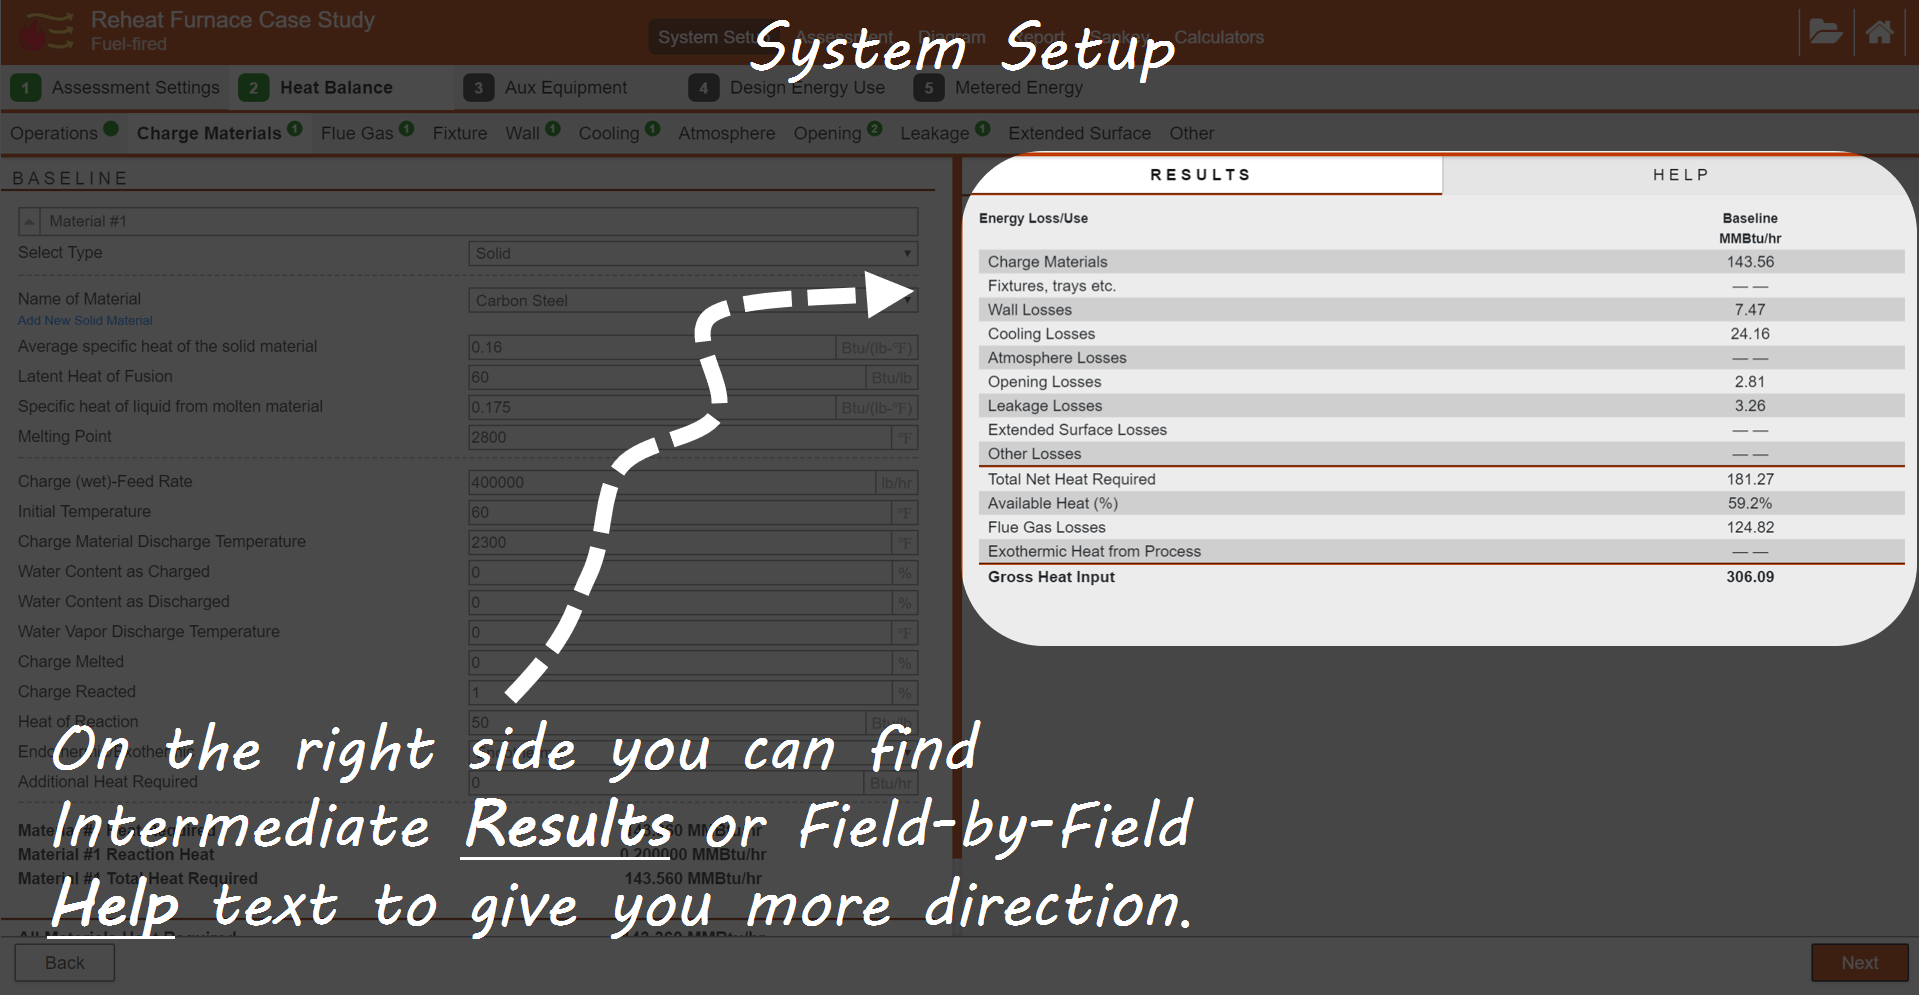 Reheat Furnace Case Study
Fuel-fired
System Setup Assessment Diagram Report Sankey Calculators
System Setup
1 Assessment Settings 2 Heat Balance 3 Aux Equipment 4 Design Energy Use 5 Metered Energy
Operations Charge Materials 1 Flue Gas 1 Fixture Wall 1 Cooling 1 Atmosphere Opening 2 Leakage 1 Extended Surface Other
BASELINE
Material #1
Select Type Solid
Name of Material Carbon Steel
Add New Solid Material
Average specific heat of the solid material 0.16 Btu/(lb-°F)
Latent Heat of Fusion 60 Btu/lb
Specific heat of liquid from molten material 0.175 Btu/(lb-°F)
Melting Point 2800 °F
Charge (wet)-Feed Rate 400000 lb/hr
Initial Temperature 60 °F
Charge Material Discharge Temperature 2300 °F
Water Content as Charged 0 %
Water Content as Discharged 0 %
Water Vapor Discharge Temperature 0 °F
Charge Melted 0 %
Charge Reacted 1 %
Heat of Reaction 50 Btu/lb
Additional Heat Required 0 Btu/hr
Material #1 Reaction Heat 0.200000 MMBtu/hr
Material #1 Total Heat Required 143.560 MMBtu/hr
RESULTS HELP
Energy Loss/Use Baseline
MMBtu/hr
Charge Materials 143.56
Fixtures, trays etc. — —
Wall Losses 7.47
Cooling Losses 24.16
Atmosphere Losses — —
Opening Losses 2.81
Leakage Losses 3.26
Extended Surface Losses — —
Other Losses — —
Total Net Heat Required 181.27
Available Heat (%) 59.2%
Flue Gas Losses 124.82
Exothermic Heat from Process — —
Gross Heat Input 306.09
On the right side you can find
Intermediate Results or Field-by-Field
Help text to give you more direction.
Back Next